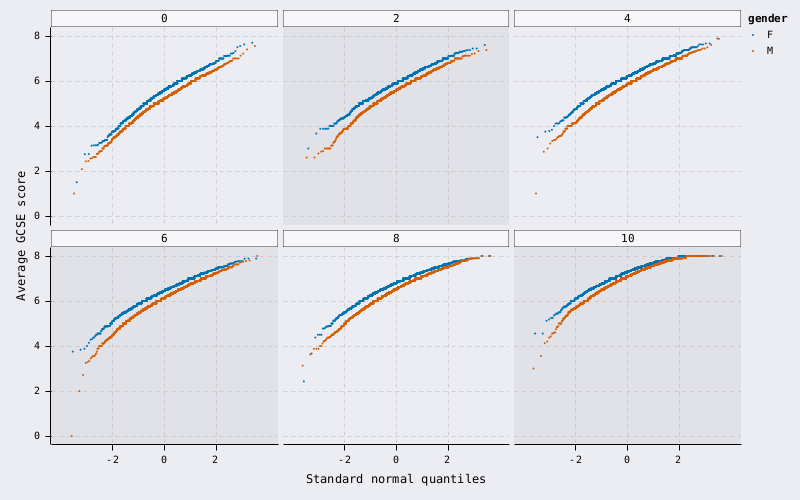 0 2 4
gender
F
M
8
6
4
2
0
6 8 10
8
6
4
2
0
Average GCSE score
-2 0 2 -2 0 2 -2 0 2
Standard normal quantiles